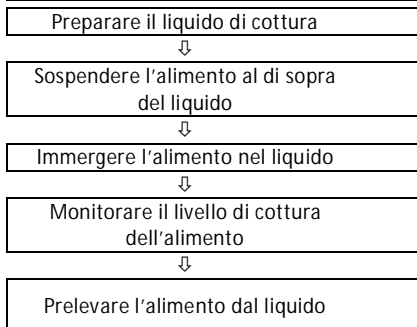 Preparare il liquido di cottura
⇩
Sospendere l'alimento al di sopra
del liquido
⇩
Immergere l'alimento nel liquido
⇩
Monitorare il livello di cottura
dell'alimento
⇩
Prelevare l'alimento dal liquido